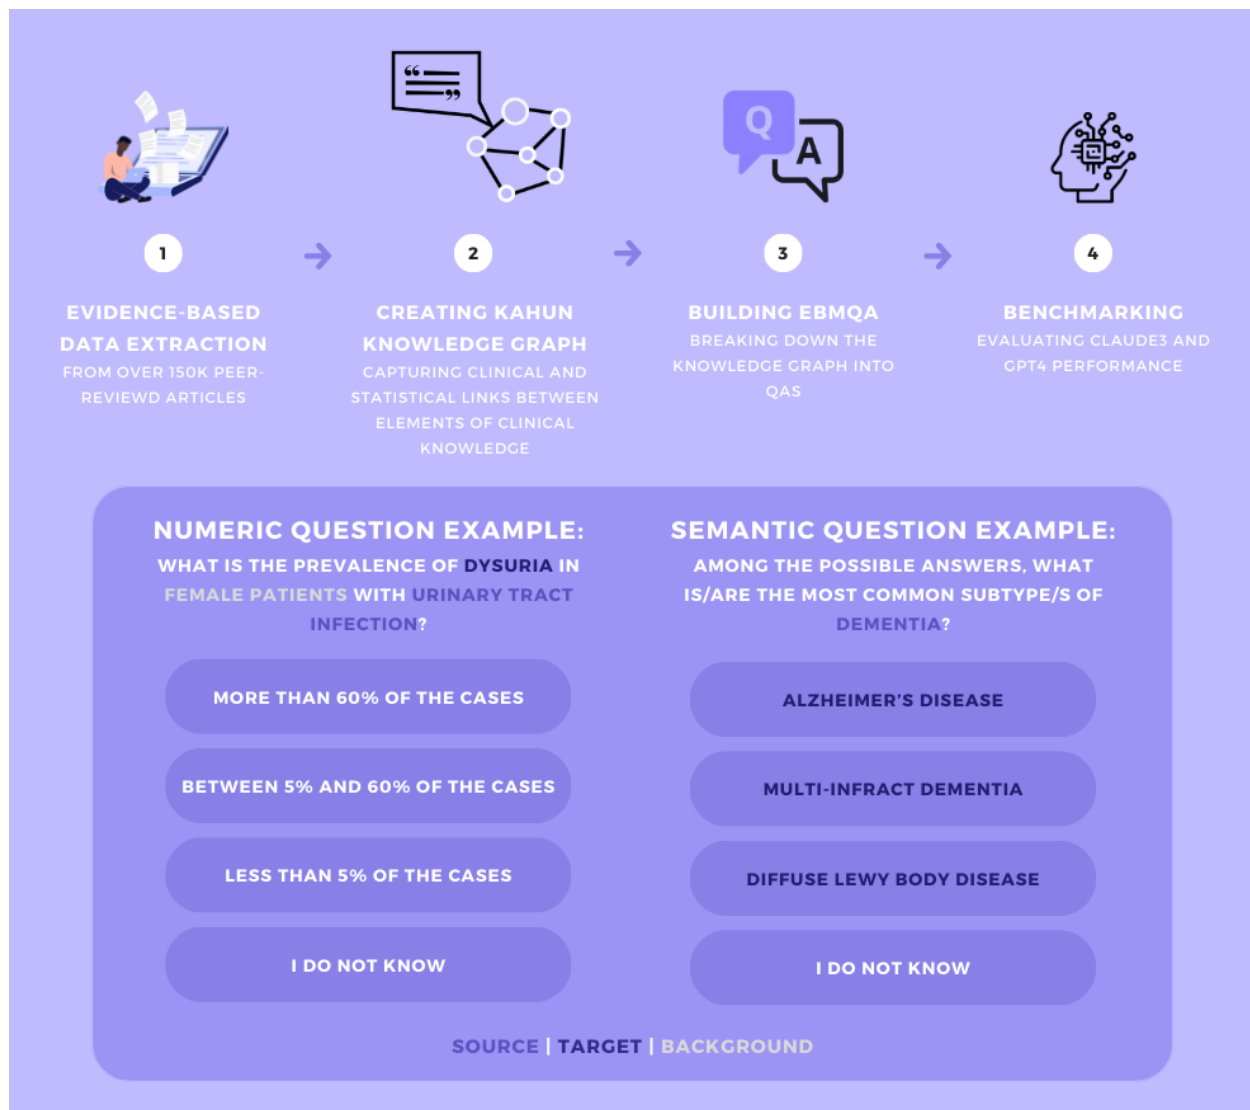 “ ”
Q
A
1
2
3
4
EVIDENCE-BASED
DATA EXTRACTION
FROM OVER 150K PEER-
REVIEWD ARTICLES
CREATING KAHUN
KNOWLEDGE GRAPH
CAPTURING CLINICAL AND
STATISTICAL LINKS BETWEEN
ELEMENTS OF CLINICAL
KNOWLEDGE
BUILDING EBMQA
BREAKING DOWN THE
KNOWLEDGE GRAPH INTO
QAS
BENCHMARKING
EVALUATING CLAUDE3 AND
GPT4 PERFORMANCE
NUMERIC QUESTION EXAMPLE:
WHAT IS THE PREVALENCE OF DYSURIA IN
FEMALE PATIENTS WITH URINARY TRACT
INFECTION?
MORE THAN 60% OF THE CASES
BETWEEN 5% AND 60% OF THE CASES
LESS THAN 5% OF THE CASES
I DO NOT KNOW
SEMANTIC QUESTION EXAMPLE:
AMONG THE POSSIBLE ANSWERS, WHAT
IS/ARE THE MOST COMMON SUBTYPE/S OF
DEMENTIA?
ALZHEIMER'S DISEASE
MULTI-INFRACT DEMENTIA
DIFFUSE LEWY BODY DISEASE
I DO NOT KNOW
SOURCE | TARGET | BACKGROUND